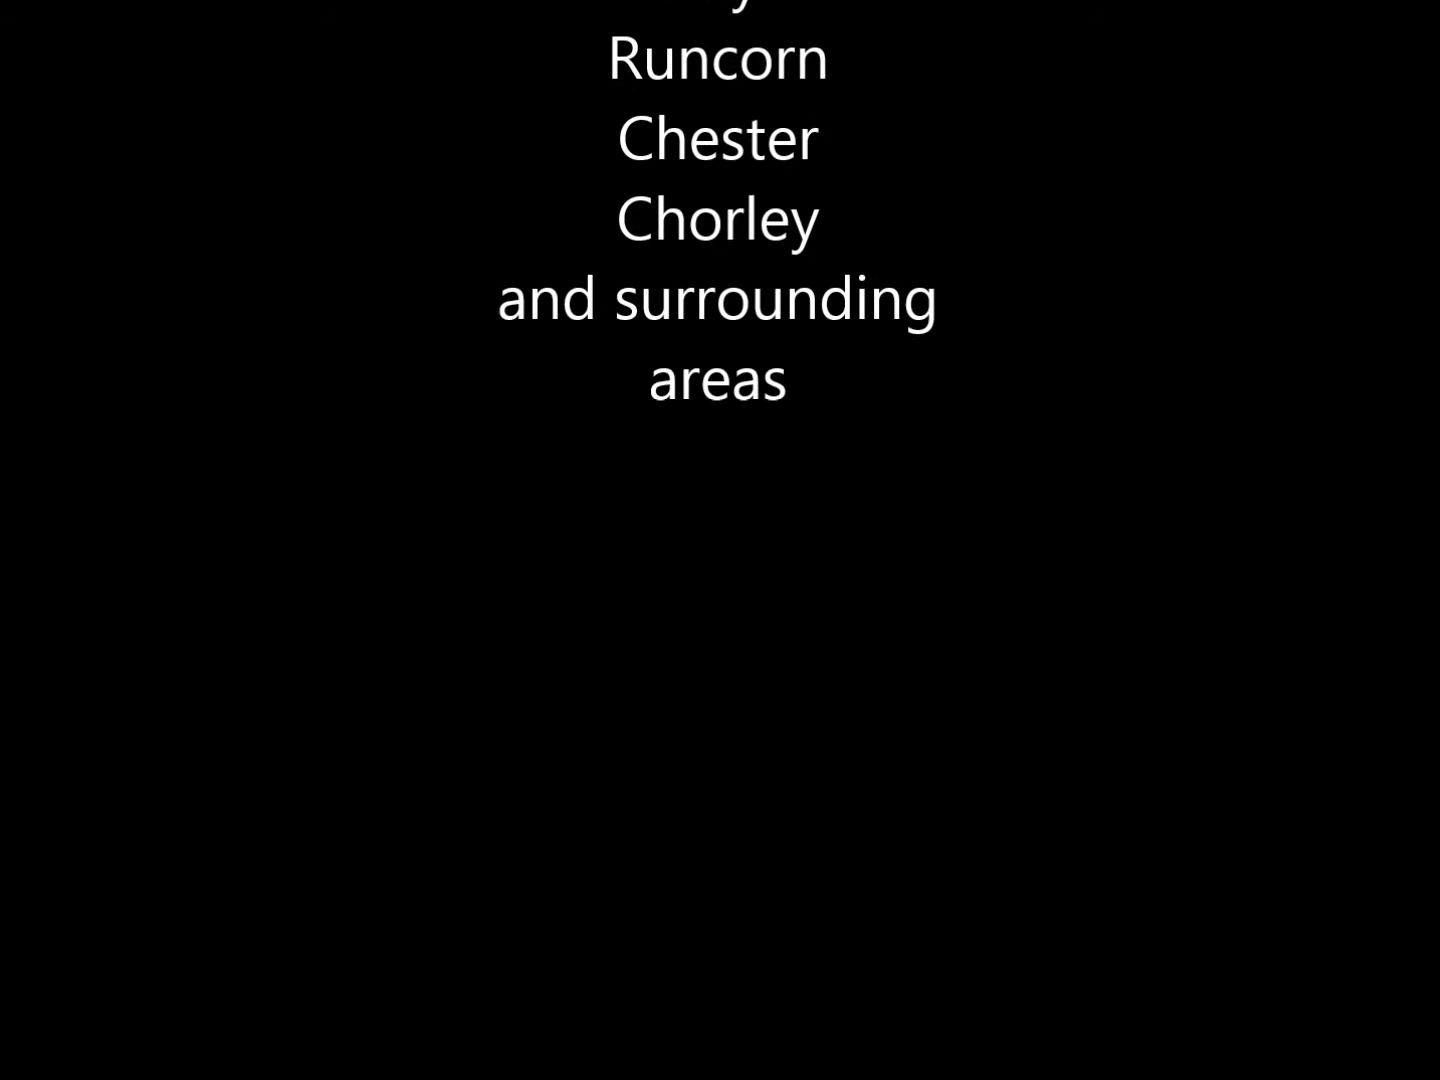 Runcorn
Chester
Chorley
and surrounding
areas